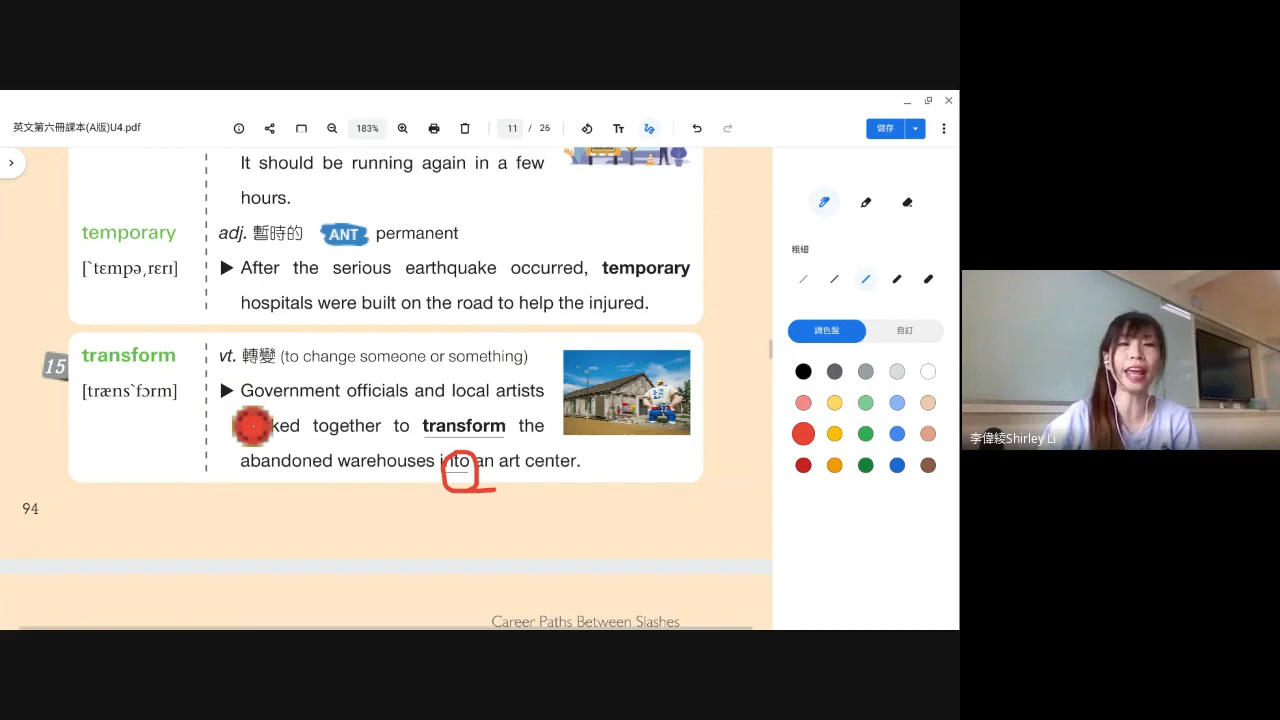 英文第六冊課本(A版)U4.pdf
183%
11 / 26
儲存
It should be running again in a few
hours.
temporary
adj. 暫時的 ANT permanent
[ˋtɛmpəˏrɛrɪ]
▶ After the serious earthquake occurred, temporary
hospitals were built on the road to help the injured.
15
transform
vt. 轉變 (to change someone or something)
[trænsˋfɔrm]
▶ Government officials and local artists
ked together to transform the
abandoned warehouses into an art center.
94
Career Paths Between Slashes
粗細
調色盤
自訂
李偉綾Shirley Li